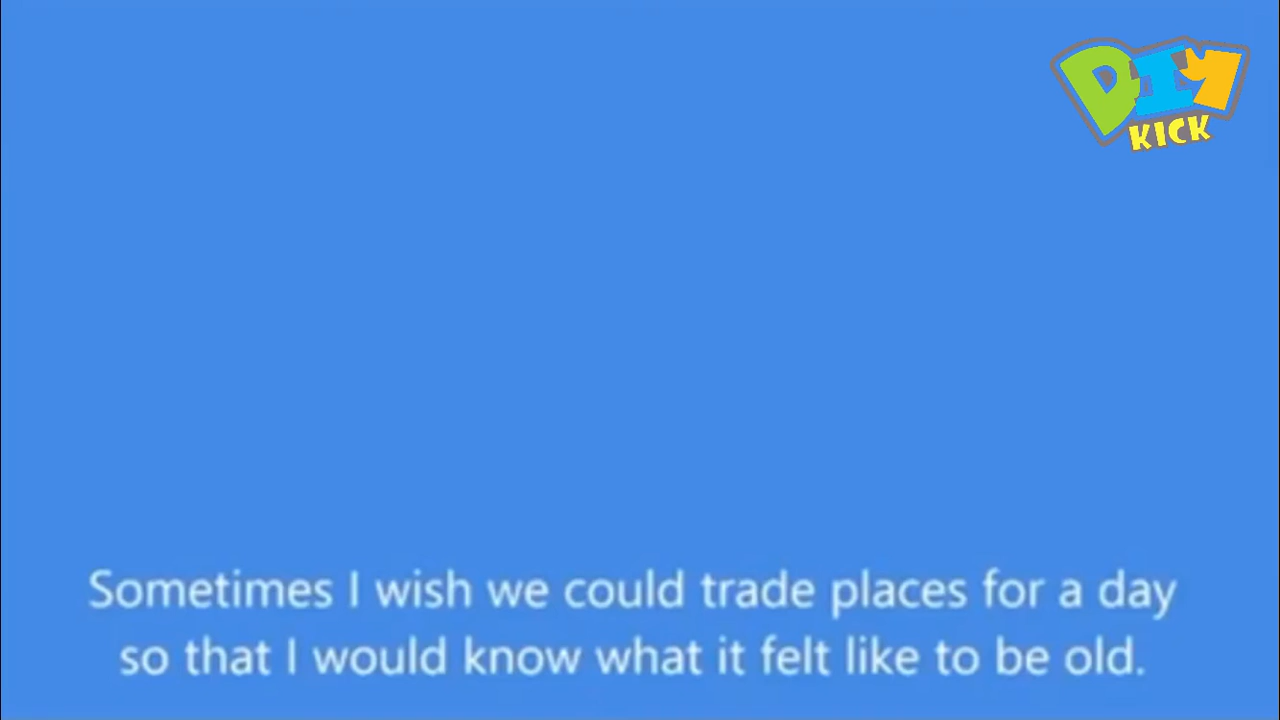 DIY
KICK
Sometimes I wish we could trade places for a day
so that I would know what it felt like to be old.